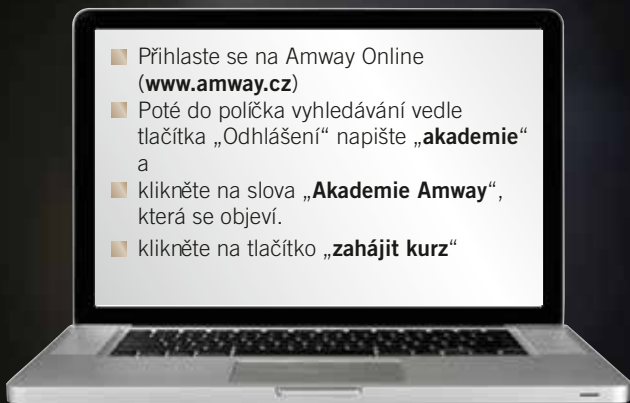 Přihlaste se na Amway Online
(www.amway.cz)
Poté do políčka vyhledávání vedle
tlačítka „Odhlášení“ napište „akademie“
a
klikněte na slova „Akademie Amway“,
která se objeví.
klikněte na tlačítko „zahájit kurz“